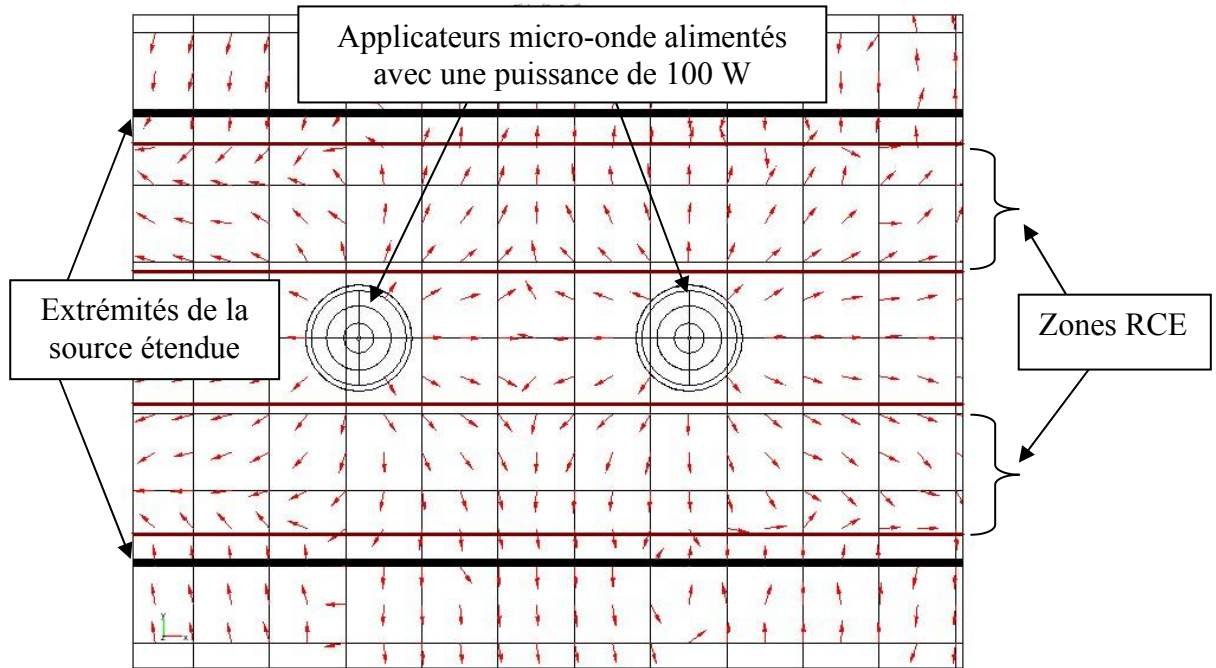 Applicateurs micro-onde alimentés
avec une puissance de 100 W
Extrémités de la
source étendue
Zones RCE
Y
Z X